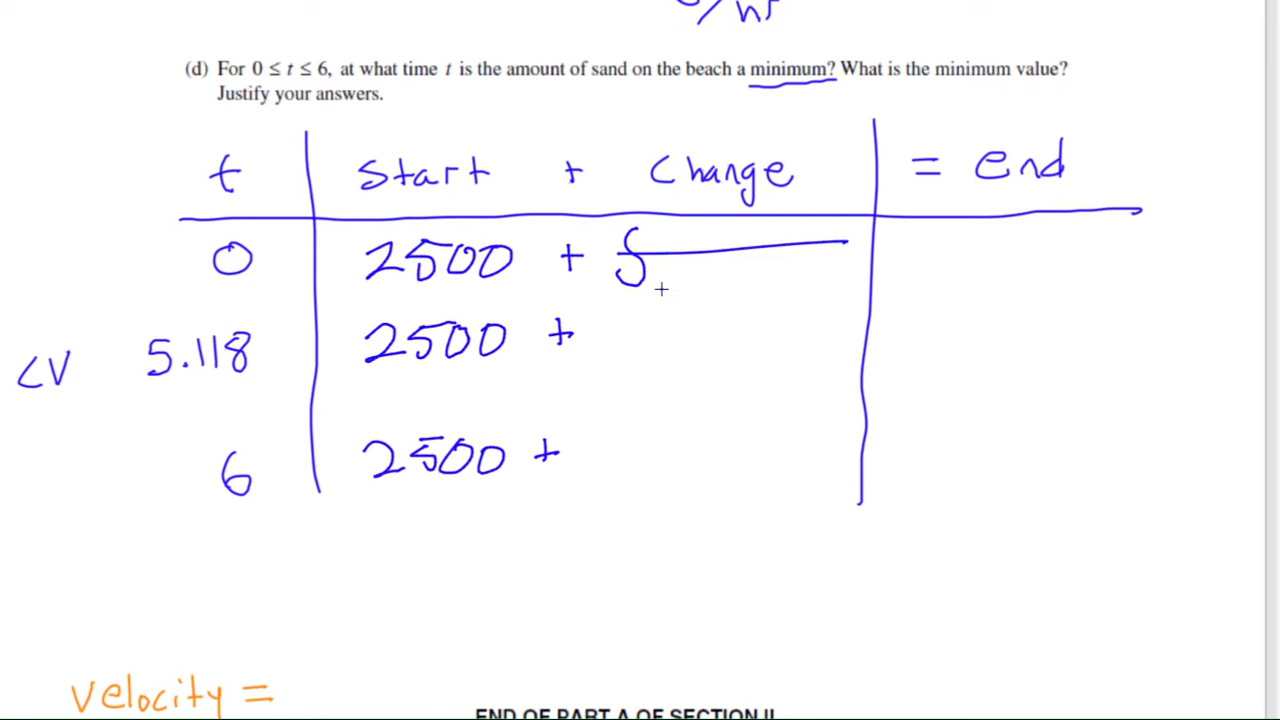 /hr
(d) For 0 ≤ t ≤ 6, at what time t is the amount of sand on the beach a minimum? What is the minimum value?
Justify your answers.
t start + change = end
0 2500 + ∫
CV 5.118 2500 +
6 2500 +
velocity =
END OF PART A OF SECTION II